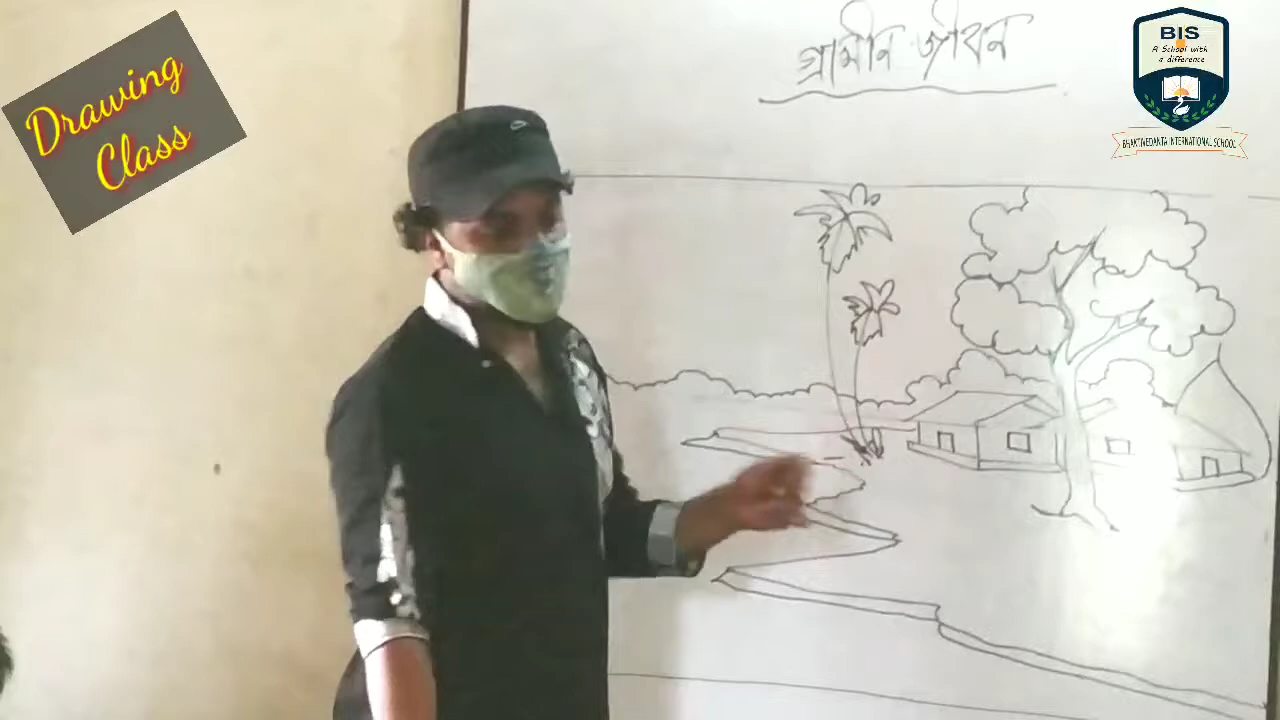 Drawing
Class
গ্রামীন জীবন
BIS
A School with
a difference
BHAKTIVEDANTA INTERNATIONAL SCHOOL